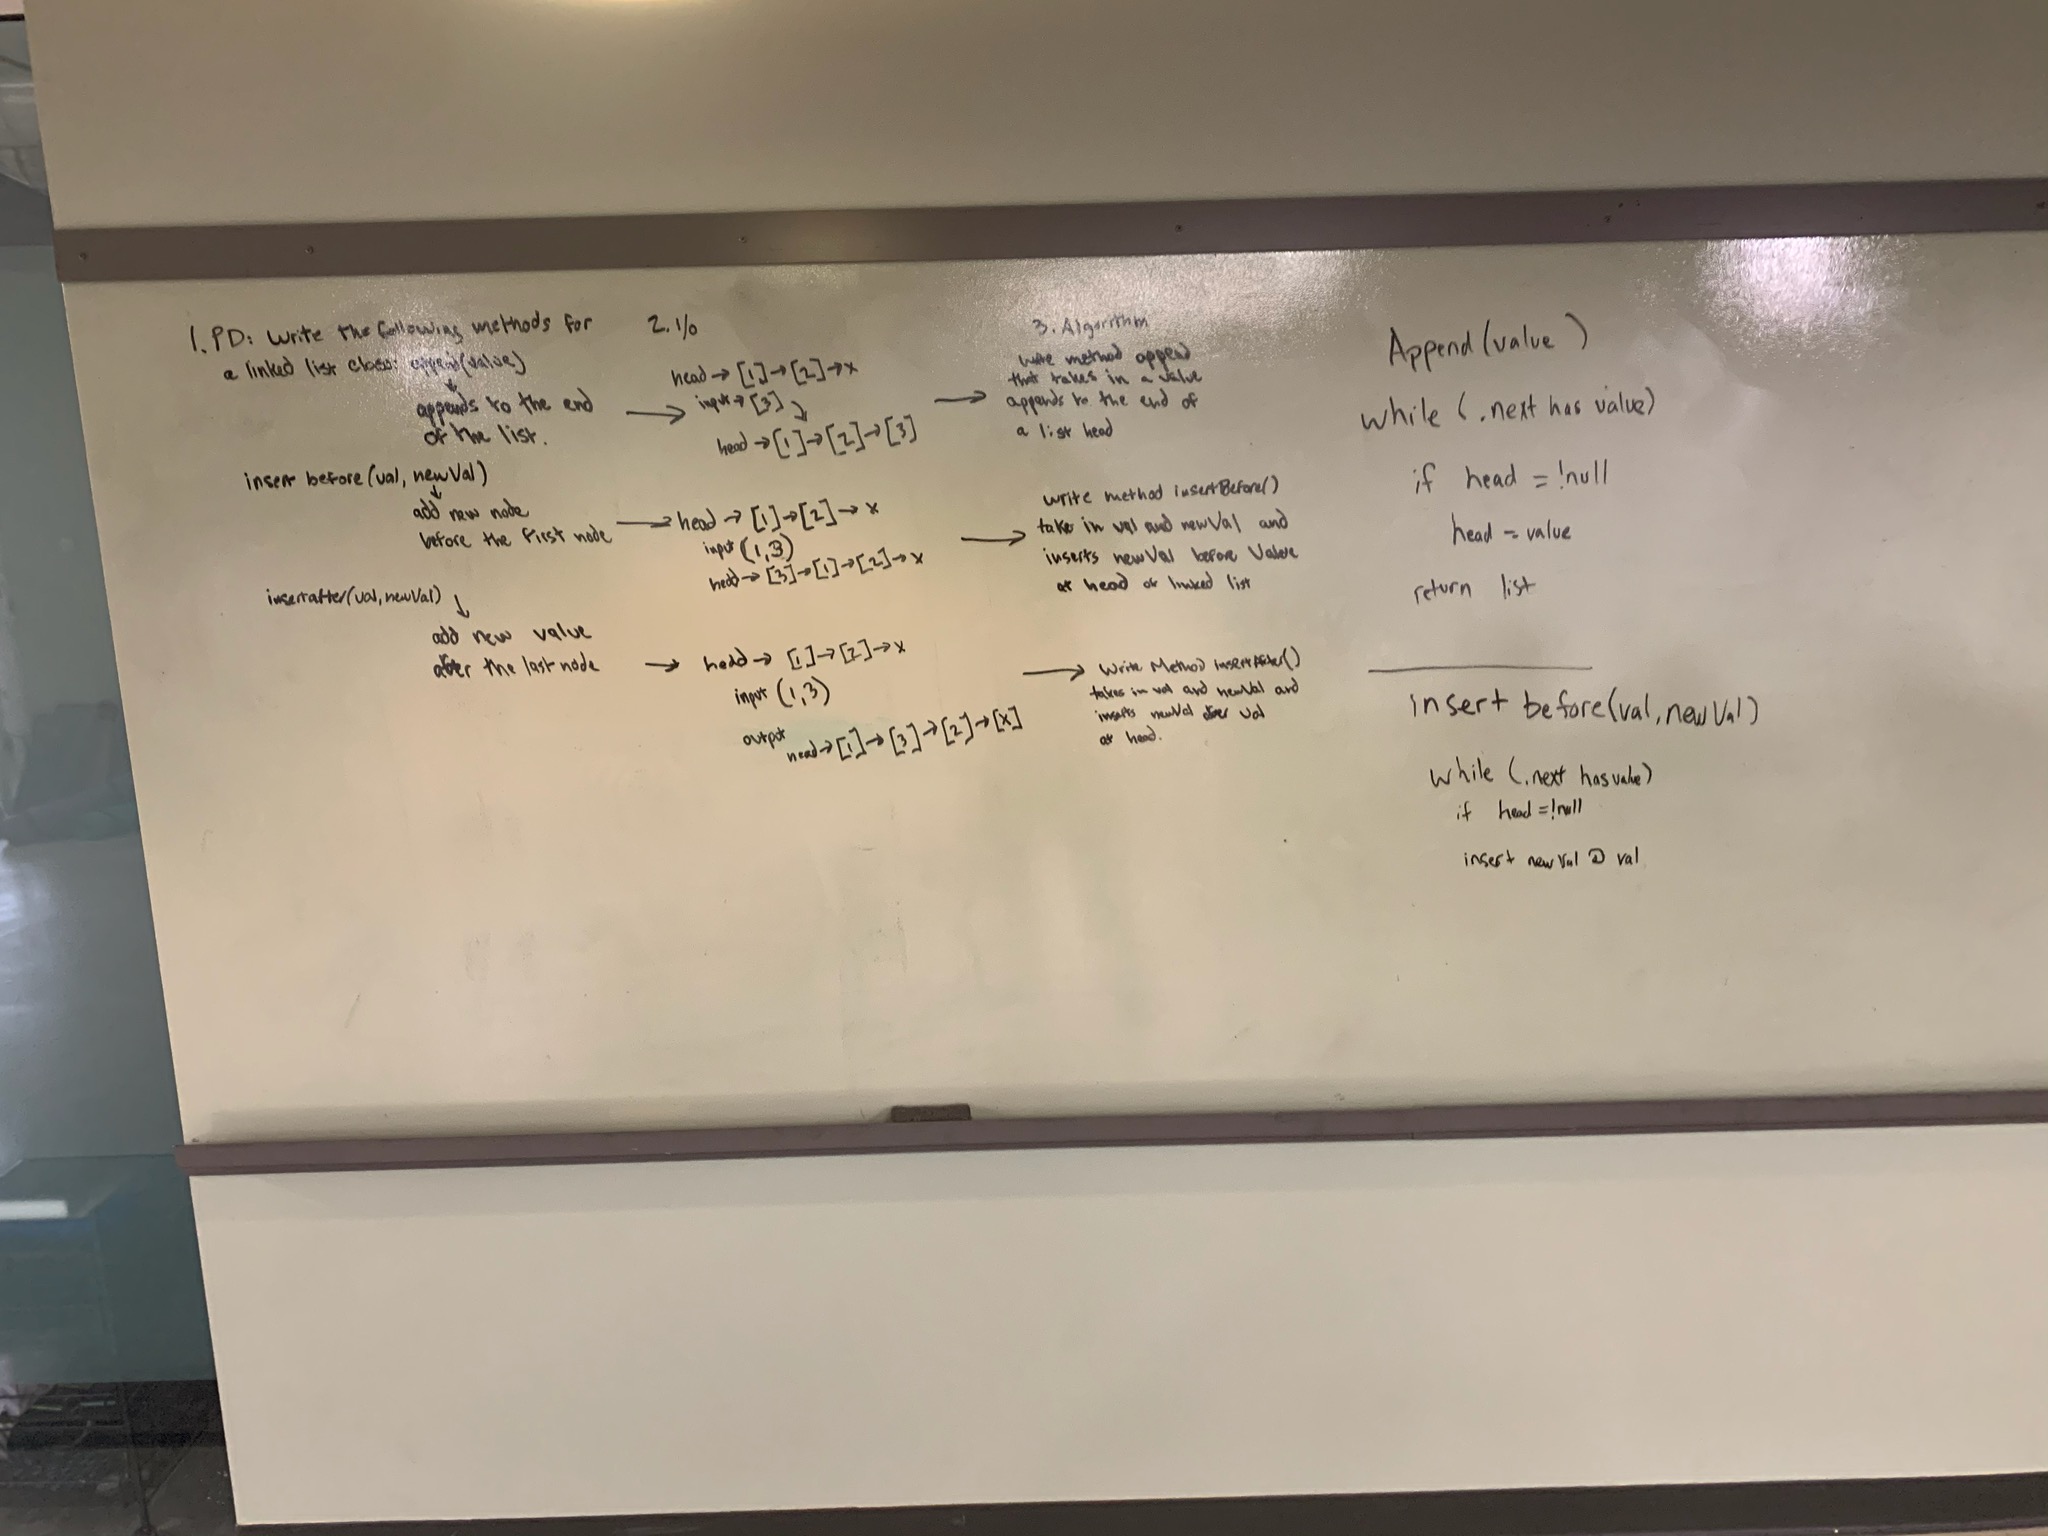 1. PD: Write the following methods for
a linked list class: append(value)
appends to the end
of the list.
insert before(val, newVal)
add new node
before the first node
insertafter(val,newVal)
add new value
after the last node
2. I/o
head → [1] → [2] → x
input → [3]
head → [1] → [2] → [3]
head → [1] → [2] → x
input (1,3)
head → [3] → [1] → [2] → x
head → [1] → [2] → x
input (1,3)
output
head → [1] → [3] → [2] → [x]
3. Algorithm
write method append
that takes in a value
appends to the end of
a list head
write method insertBefore()
take in val and newVal and
inserts newVal before Value
at head of linked list
Write Method insertAfter()
takes in val and newVal and
inserts newVal after val
at head.
Append(value)
while (.next has value)
if head =!null
head = value
return list
insert before(val, newVal)
while (.next has value)
if head =!null
insert newVal @ val